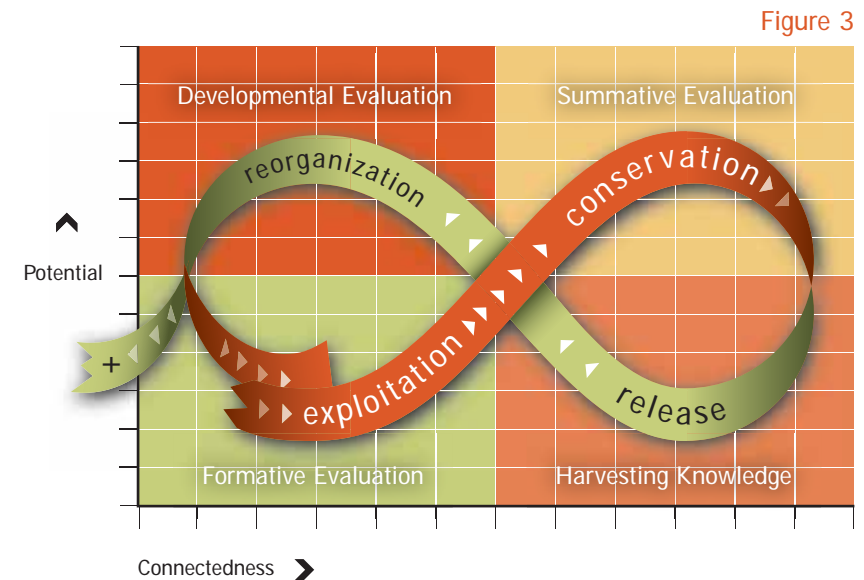 Figure 3
Developmental Evaluation
Summative Evaluation
reorganization
conservation
Potential
+
exploitation
release
Formative Evaluation
Harvesting Knowledge
Connectedness